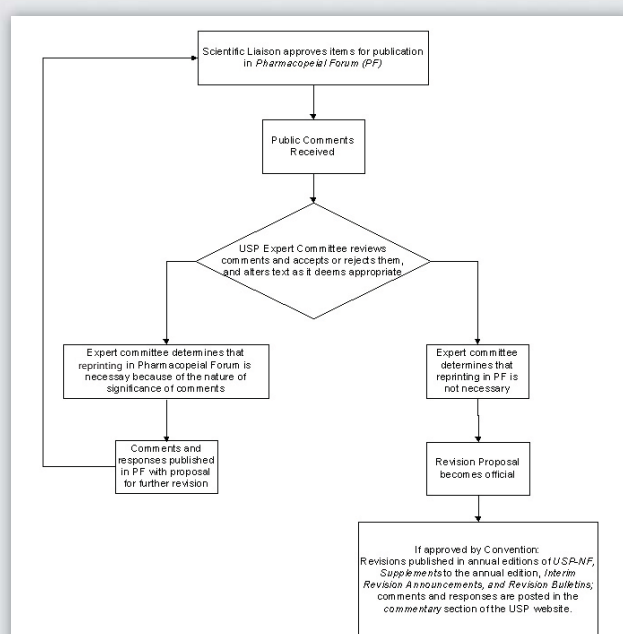 Scientific Liaison approves items for publication
in Pharmacopeial Forum (PF)
Public Comments
Received
USP Expert Committee reviews
comments and accepts or rejects them,
and alters text as it deems appropriate
Expert committee determines that
reprinting in Pharmacopeial Forum is
necessay because of the nature of
significance of comments
Expert committee
determines that
reprinting in PF is
not necessary
Comments and
responses published
in PF with proposal
for further revision
Revision Proposal
becomes official
If approved by Convention:
Revisions published in annual editions of USP-NF,
Supplements to the annual edition, Interim
Revision Announcements, and Revision Bulletins;
comments and responses are posted in the
commentary section of the USP website.